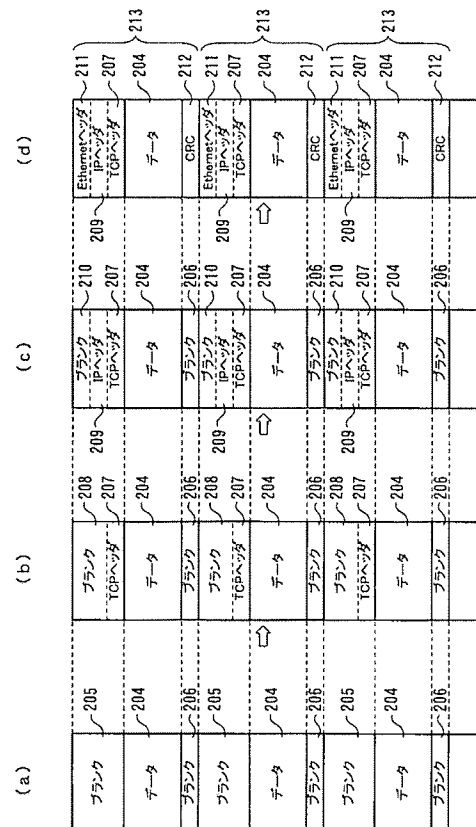 (a)
ブランク 205
データ 204
ブランク 206
ブランク 205
データ 204
ブランク 206
ブランク 205
データ 204
ブランク 206
(b)
ブランク 208
TCPヘッダ 207
データ 204
ブランク 206
ブランク 208
TCPヘッダ 207
データ 204
ブランク 206
ブランク 208
TCPヘッダ 207
データ 204
ブランク 206
⇨
(c)
ブランク 210
209 IPヘッダ
TCPヘッダ 207
データ 204
ブランク 206
ブランク 210
209 IPヘッダ
TCPヘッダ 207
データ 204
ブランク 206
ブランク 210
209 IPヘッダ
TCPヘッダ 207
データ 204
ブランク 206
⇨
(d)
Ethernetヘッダ 211
209 IPヘッダ
TCPヘッダ 207
データ 204
CRC 212
213
Ethernetヘッダ 211
209 IPヘッダ
TCPヘッダ 207
データ 204
CRC 212
213
Ethernetヘッダ 211
209 IPヘッダ
TCPヘッダ 207
データ 204
CRC 212
213
⇨